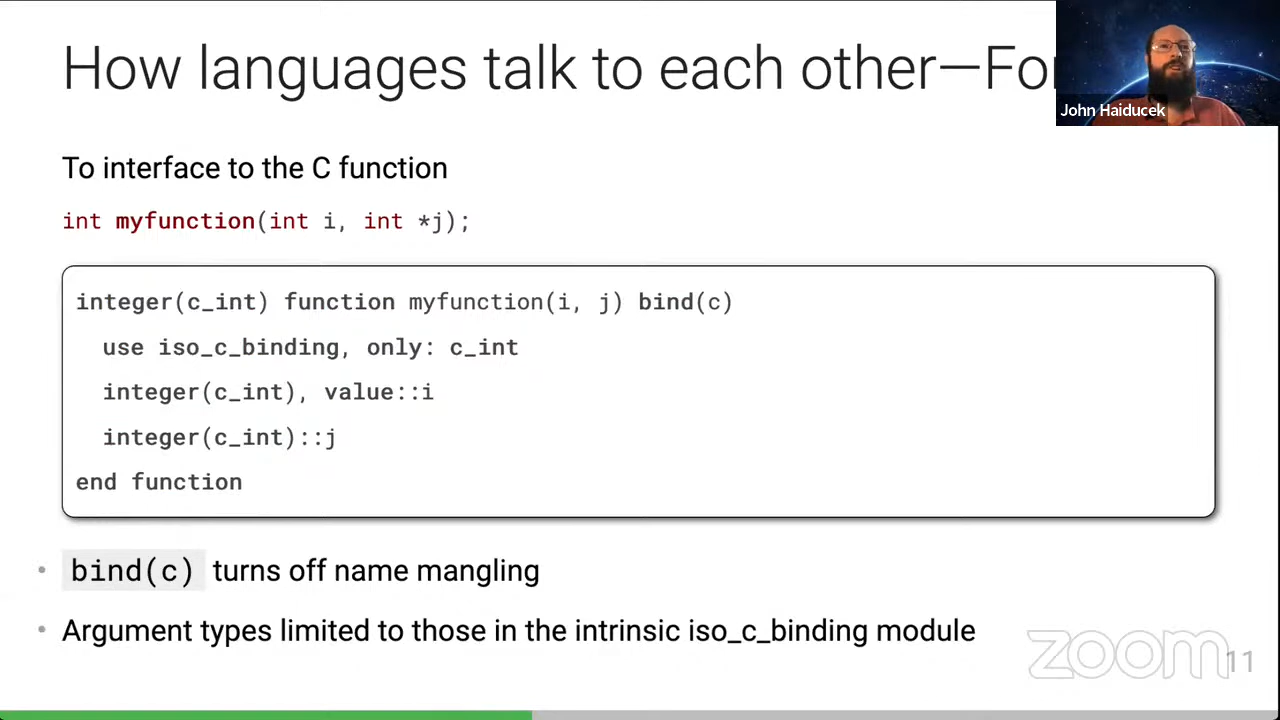 How languages talk to each other—For
John Haiducek
To interface to the C function
int myfunction(int i, int *j);
integer(c_int) function myfunction(i, j) bind(c)
use iso_c_binding, only: c_int
integer(c_int), value::i
integer(c_int)::j
end function
• bind(c) turns off name mangling
• Argument types limited to those in the intrinsic iso_c_binding module
zoom
11